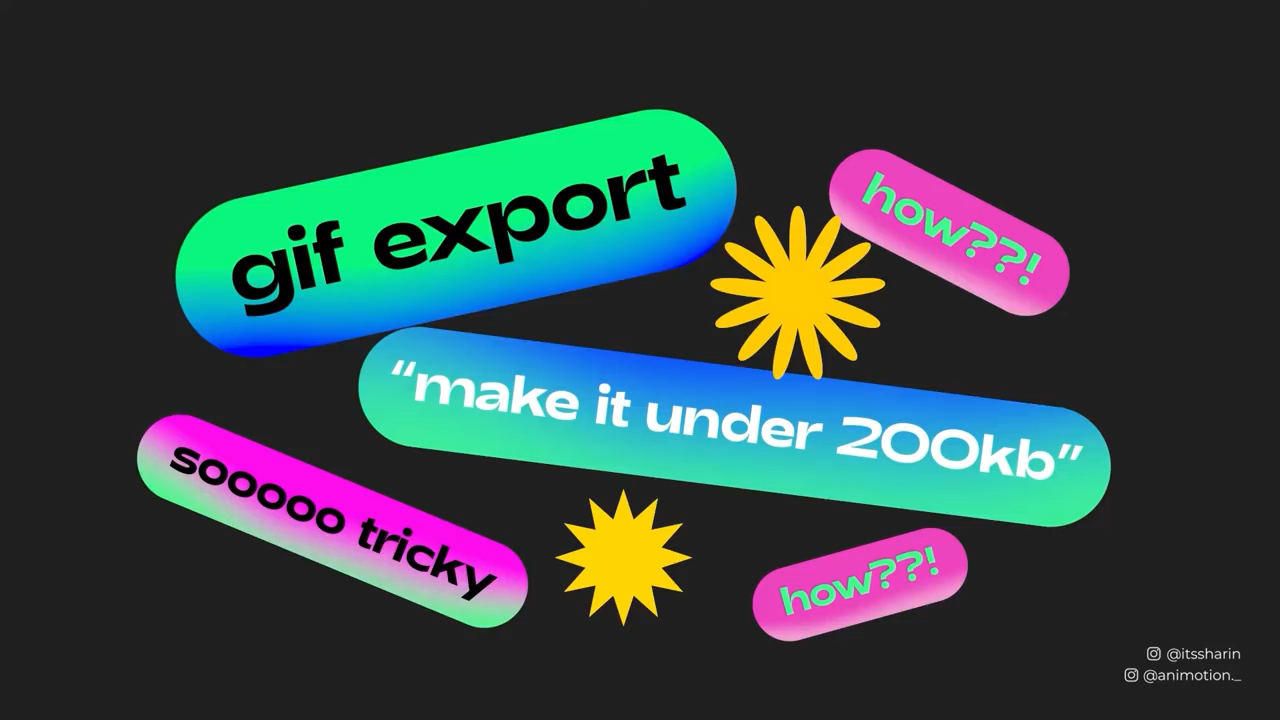 gif export
how??!
“make it under 200kb”
sooooo tricky
how??!
@itssharin
@animotion._